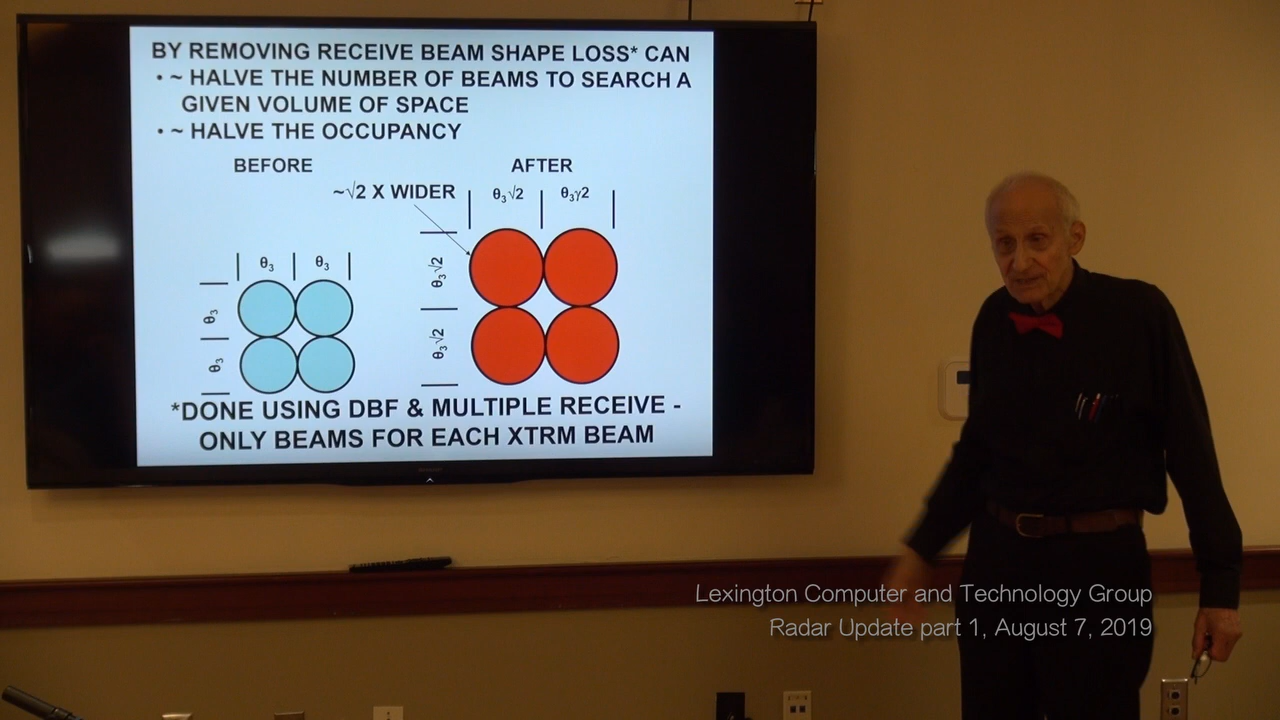 BY REMOVING RECEIVE BEAM SHAPE LOSS* CAN
• ~ HALVE THE NUMBER OF BEAMS TO SEARCH A
GIVEN VOLUME OF SPACE
• ~ HALVE THE OCCUPANCY
BEFORE
AFTER
~√2 X WIDER
θ₃√2
θ₃γ2
θ₃
θ₃
θ₃√2
θ₃
θ₃√2
θ₃
*DONE USING DBF & MULTIPLE RECEIVE -
ONLY BEAMS FOR EACH XTRM BEAM
Lexington Computer and Technology Group
Radar Update part 1, August 7, 2019